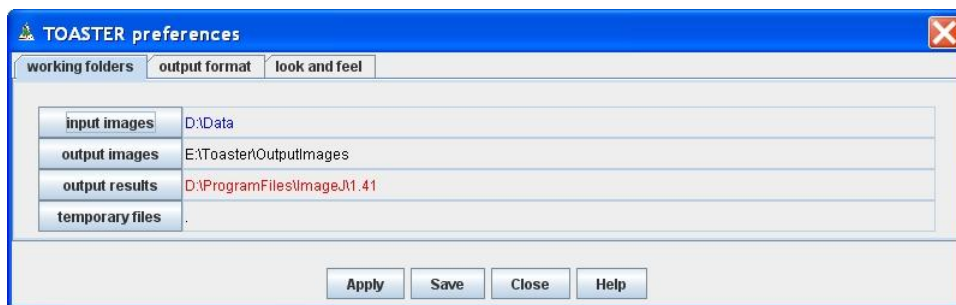 TOASTER preferences
working folders output format look and feel
input images D:\Data
output images E:\Toaster\OutputImages
output results D:\ProgramFiles\ImageJ\1.41
temporary files .
Apply Save Close Help